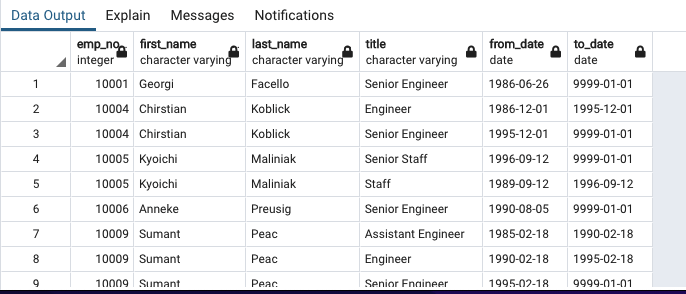 Data Output Explain Messages Notifications
emp_no first_name last_name title from_date to_date
integer character varying character varying character varying date date
1 10001 Georgi Facello Senior Engineer 1986-06-26 9999-01-01
2 10004 Chirstian Koblick Engineer 1986-12-01 1995-12-01
3 10004 Chirstian Koblick Senior Engineer 1995-12-01 9999-01-01
4 10005 Kyoichi Maliniak Senior Staff 1996-09-12 9999-01-01
5 10005 Kyoichi Maliniak Staff 1989-09-12 1996-09-12
6 10006 Anneke Preusig Senior Engineer 1990-08-05 9999-01-01
7 10009 Sumant Peac Assistant Engineer 1985-02-18 1990-02-18
8 10009 Sumant Peac Engineer 1990-02-18 1995-02-18
9 10009 Sumant Peac Senior Engineer 1995-02-18 9999-01-01